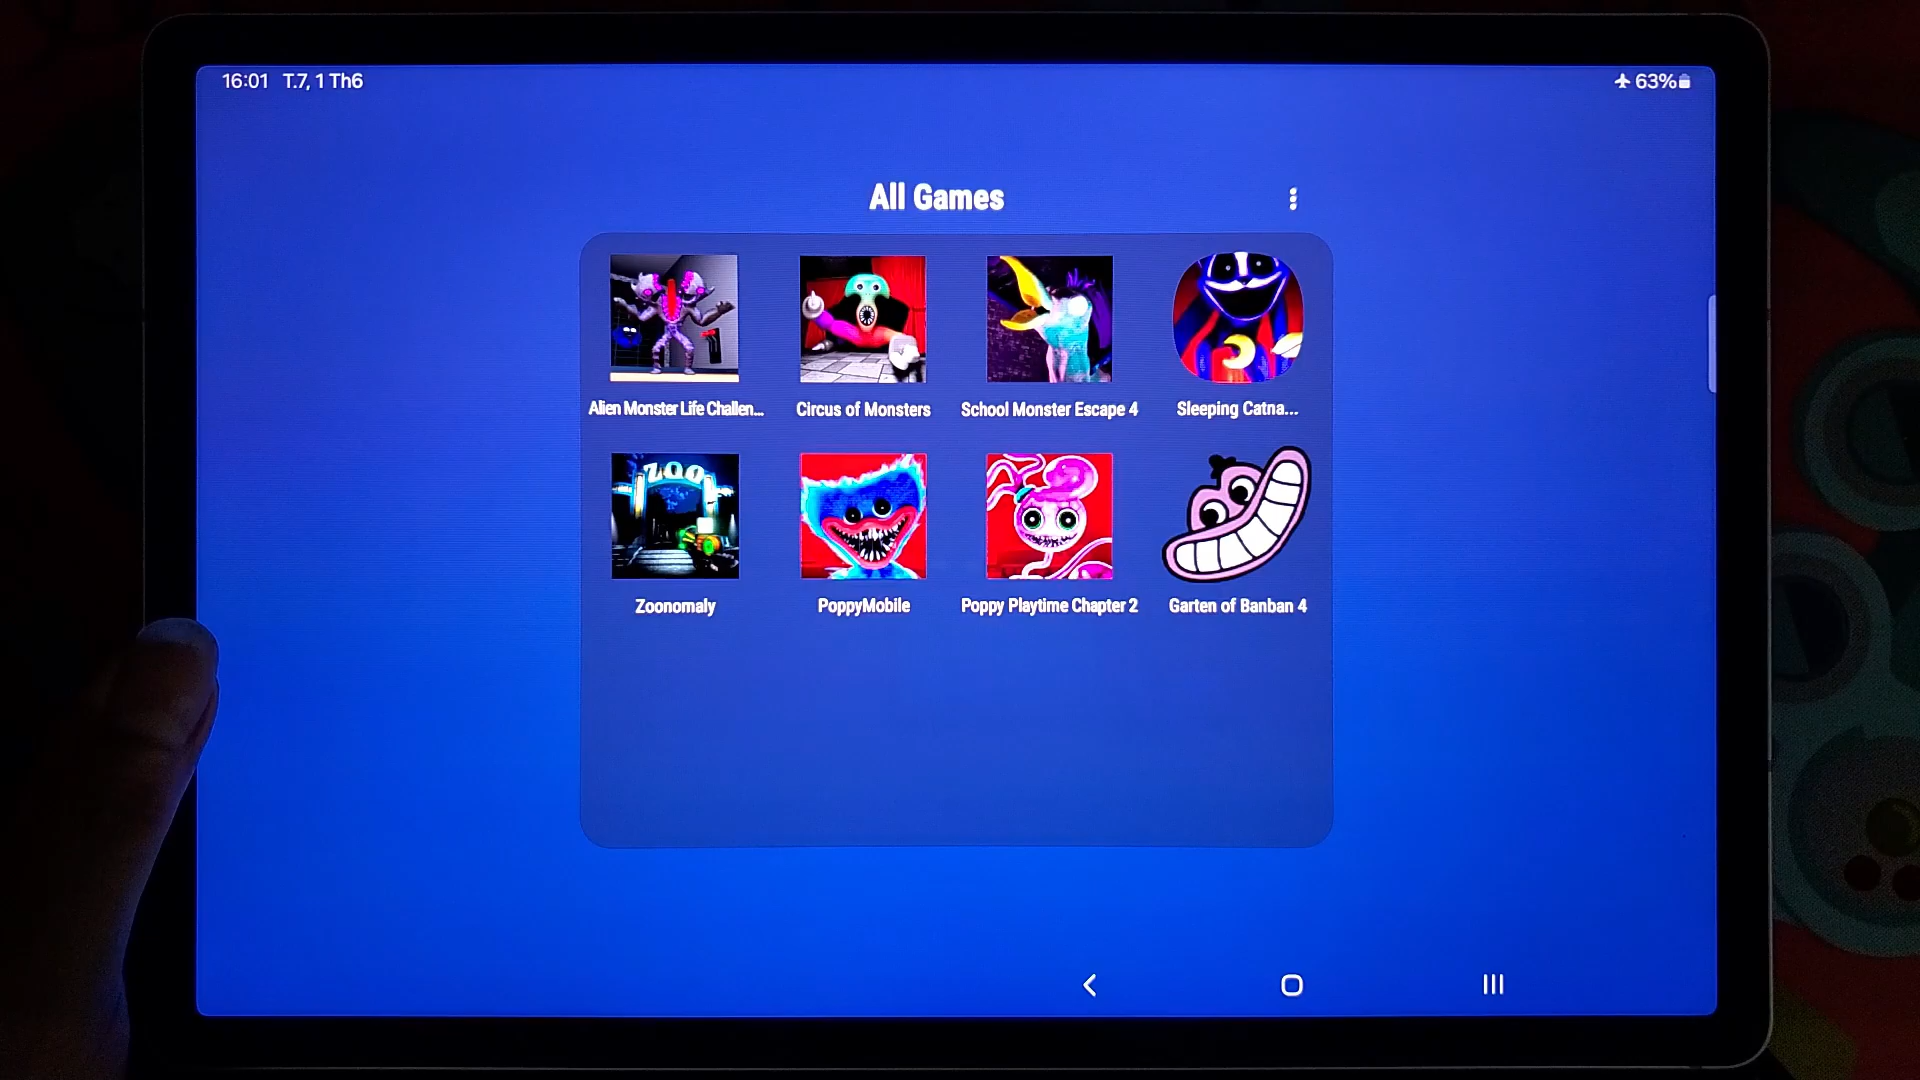 16:01 T.7, 1 Th6
63%
All Games
Alien Monster Life Challen...
Circus of Monsters
School Monster Escape 4
Sleeping Catna...
ZOO
Zoonomaly
PoppyMobile
Poppy Playtime Chapter 2
Garten of Banban 4